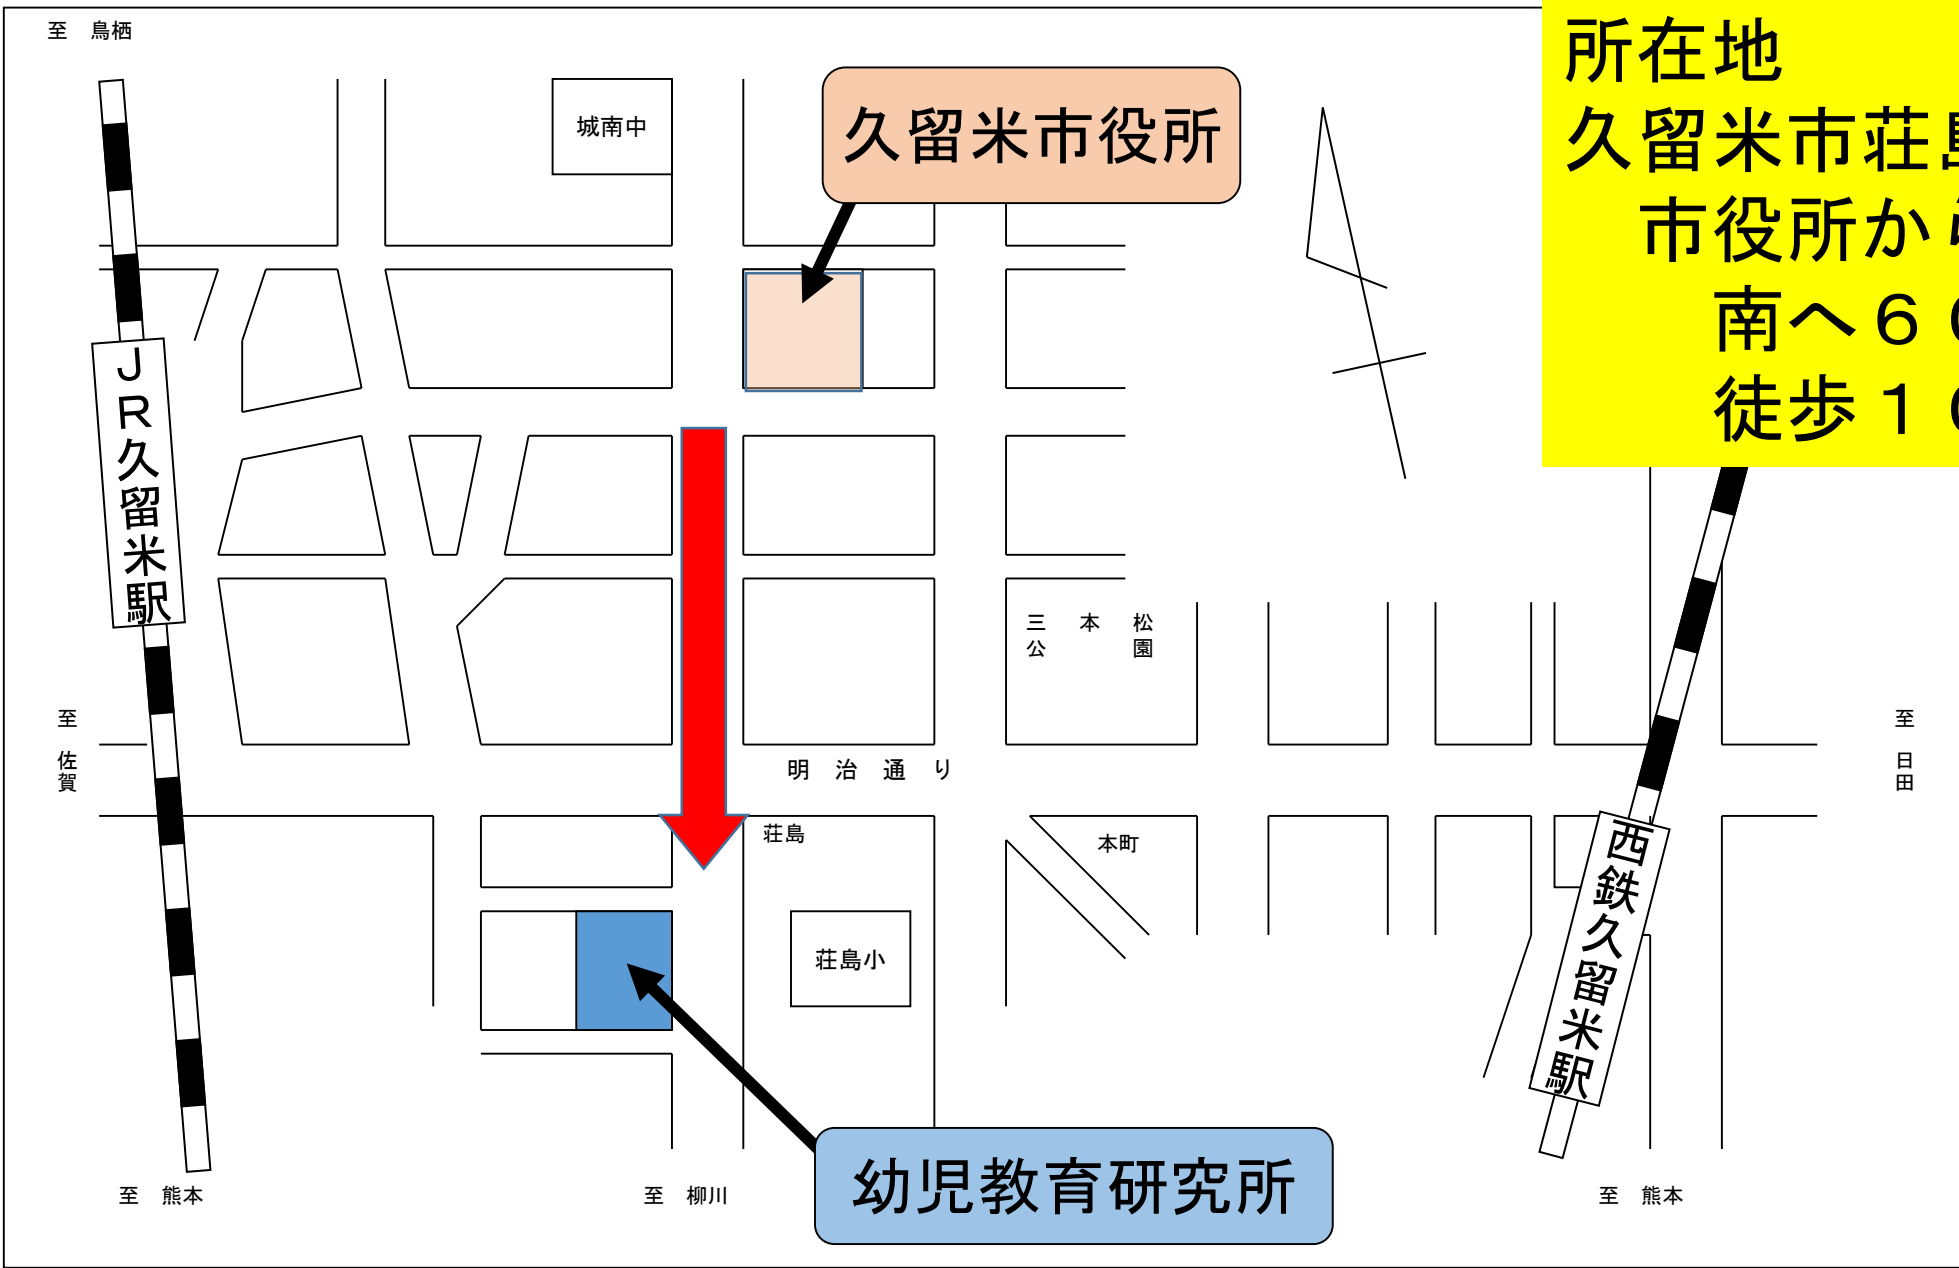 至　鳥栖
所在地
久留米市荘
市役所か
南へ６
徒歩１
城南中
久留米市役所
ＪＲ久留米駅
三　本　松
公　　　園
至　佐賀
至　日田
明　治　通　り
荘島
本町
西鉄久留米駅
荘島小
幼児教育研究所
至　熊本
至　柳川
至　熊本